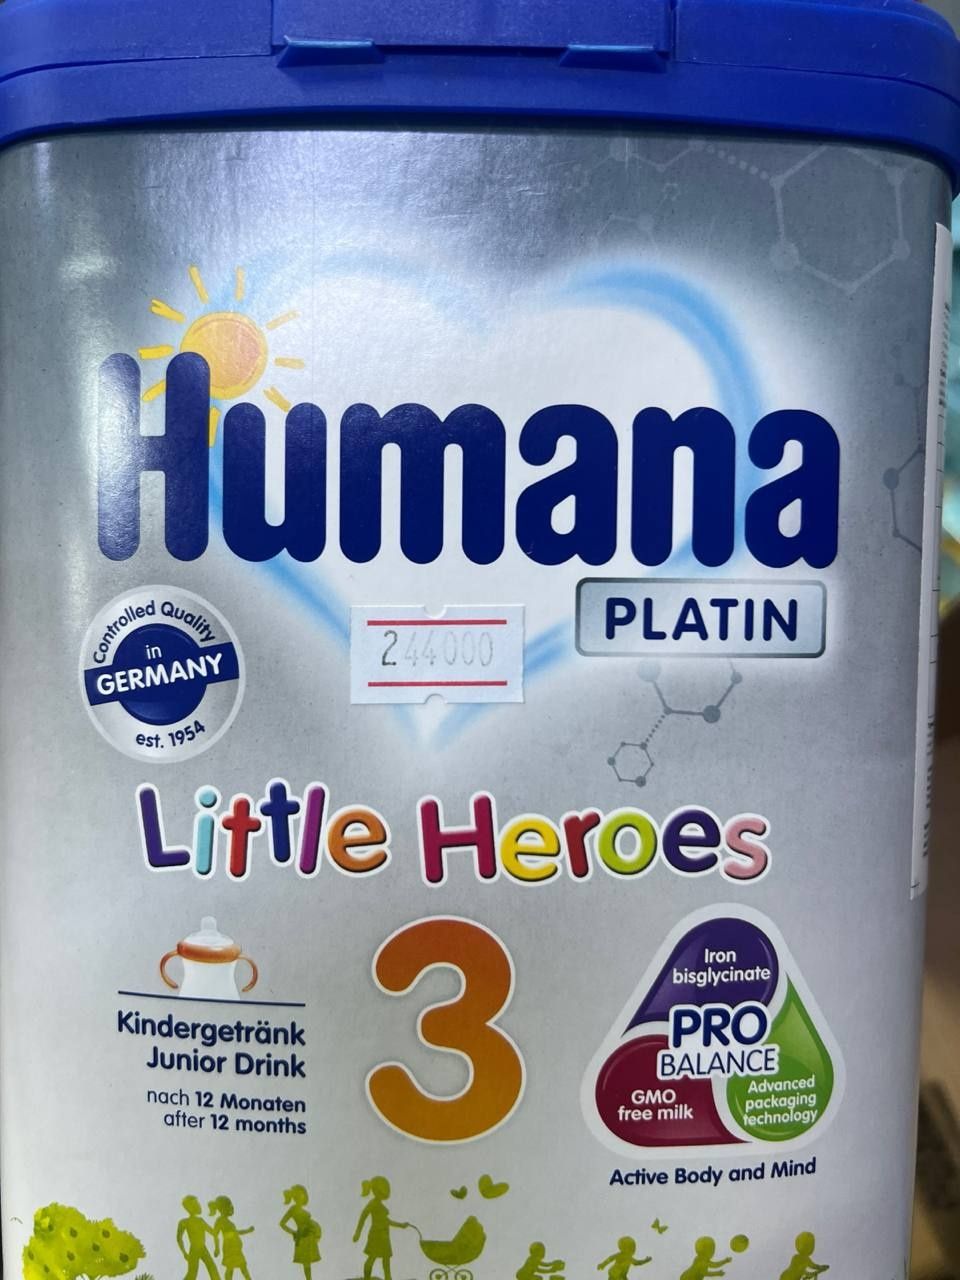 Humana
PLATIN
Controlled Quality
in
GERMANY
est. 1954
244000
Little Heroes
3
Kindergetränk
Junior Drink
nach 12 Monaten
after 12 months
Iron
bisglycinate
PRO
BALANCE
GMO
free milk
Advanced
packaging
technology
Active Body and Mind